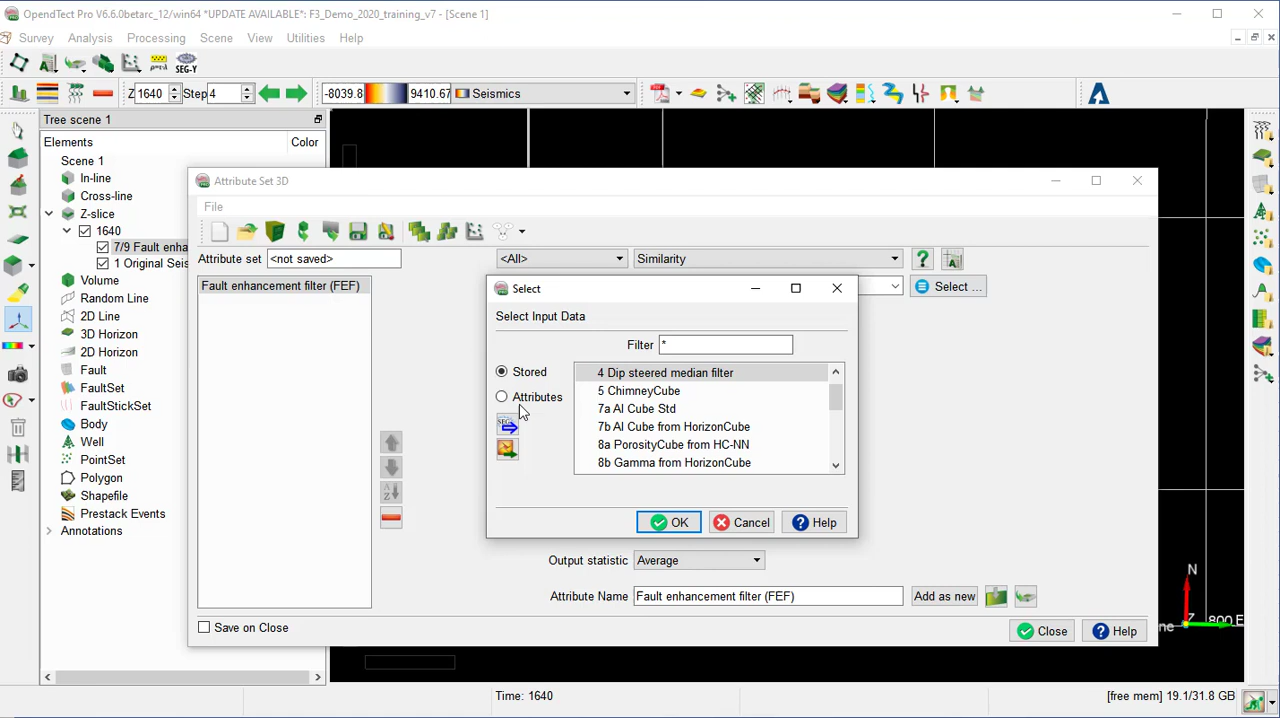 OpendTect Pro V6.6.0betarc_12/win64 *UPDATE AVAILABLE*: F3_Demo_2020_training_v7 - [Scene 1]
Survey Analysis Processing Scene View Utilities Help
SEG-Y
Z 1640 Step 4 -8039.8 9410.67 Seismics
Tree scene 1
Elements Color
Scene 1
In-line
Cross-line
Z-slice
1640
7/9 Fault enha
1 Original Seis
Volume
Random Line
2D Line
3D Horizon
2D Horizon
Fault
FaultSet
FaultStickSet
Body
Well
PointSet
Polygon
Shapefile
Prestack Events
Annotations
Attribute Set 3D
File
Attribute set <not saved> <All> Similarity
Fault enhancement filter (FEF)
Select ...
Select
Select Input Data
Filter *
Stored
Attributes
4 Dip steered median filter
5 ChimneyCube
7a AI Cube Std
7b AI Cube from HorizonCube
8a PorosityCube from HC-NN
8b Gamma from HorizonCube
OK Cancel Help
Output statistic Average
Attribute Name Fault enhancement filter (FEF) Add as new
Save on Close
Close Help
N
Z
800 E
ne
Time: 1640 [free mem] 19.1/31.8 GB